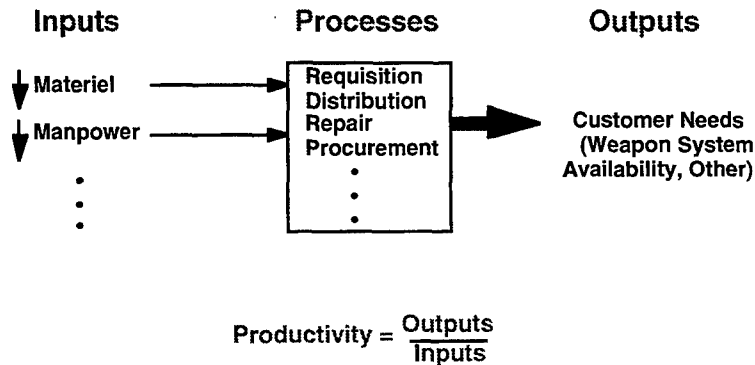 Inputs
Processes
Outputs
Materiel
Manpower
Requisition
Distribution
Repair
Procurement
Customer Needs
(Weapon System
Availability, Other)
Productivity = Outputs
Inputs